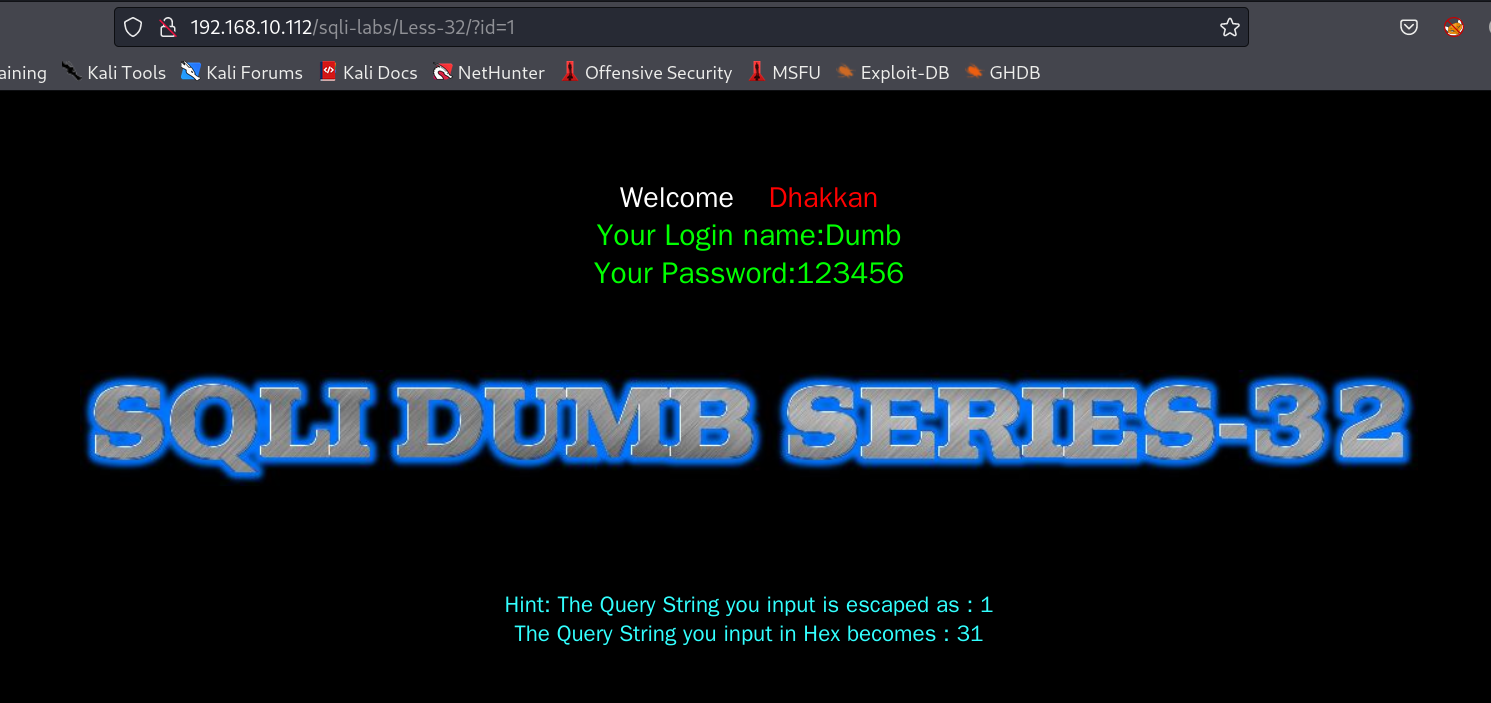 192.168.10.112/sqli-labs/Less-32/?id=1
aining Kali Tools Kali Forums Kali Docs NetHunter Offensive Security MSFU Exploit-DB GHDB
Welcome Dhakkan
Your Login name:Dumb
Your Password:123456
SQLI DUMB SERIES-32
Hint: The Query String you input is escaped as : 1
The Query String you input in Hex becomes : 31